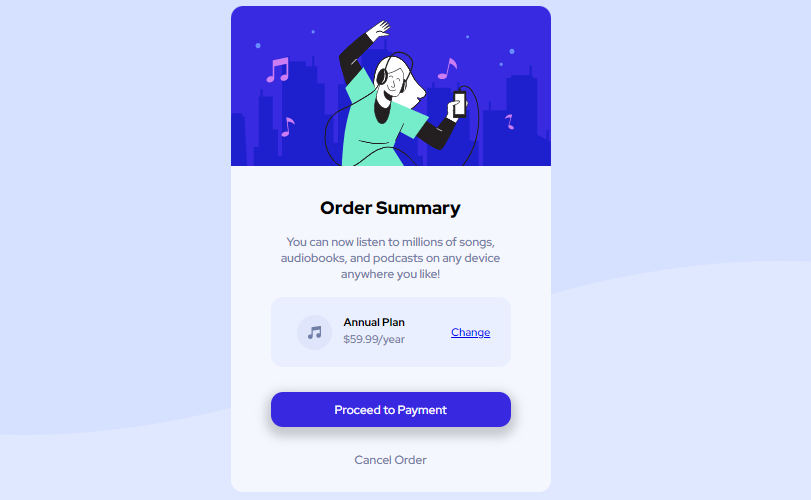 Order Summary
You can now listen to millions of songs,
audiobooks, and podcasts on any device
anywhere you like!
Annual Plan
$59.99/year
Change
Proceed to Payment
Cancel Order